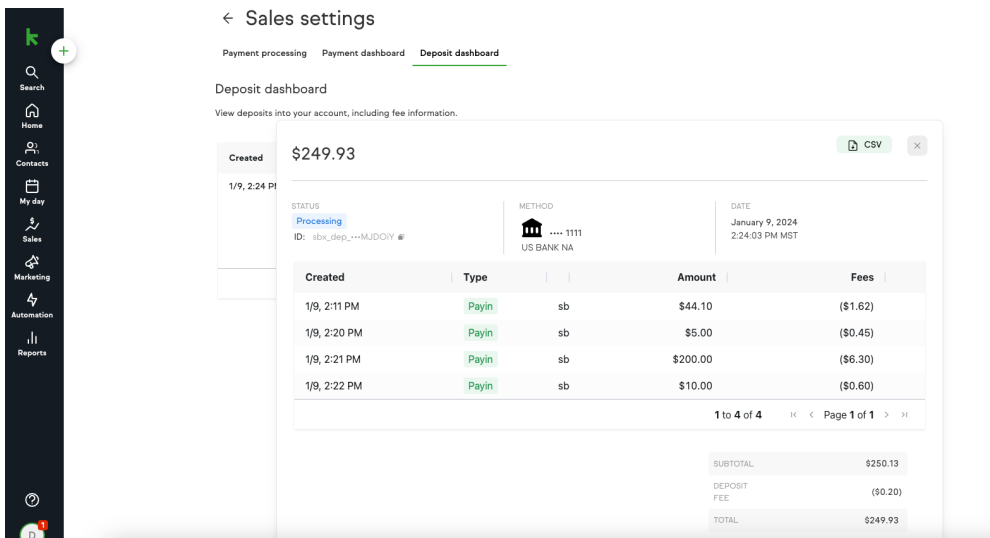 ← Sales settings
Payment processing Payment dashboard Deposit dashboard
Deposit dashboard
View deposits into your account, including fee information.
Search
Home
Contacts
My day
Sales
Marketing
Automation
Reports
1
D
Created
1/9, 2:24 PM
$249.93
CSV
STATUS
Processing
ID: sbx_dep_···MJDOiY
METHOD
•••• 1111
US BANK NA
DATE
January 9, 2024
2:24:03 PM MST
Created Type Amount Fees
1/9, 2:11 PM Payin sb $44.10 ($1.62)
1/9, 2:20 PM Payin sb $5.00 ($0.45)
1/9, 2:21 PM Payin sb $200.00 ($6.30)
1/9, 2:22 PM Payin sb $10.00 ($0.60)
1 to 4 of 4 Page 1 of 1
SUBTOTAL $250.13
DEPOSIT
FEE ($0.20)
TOTAL $249.93